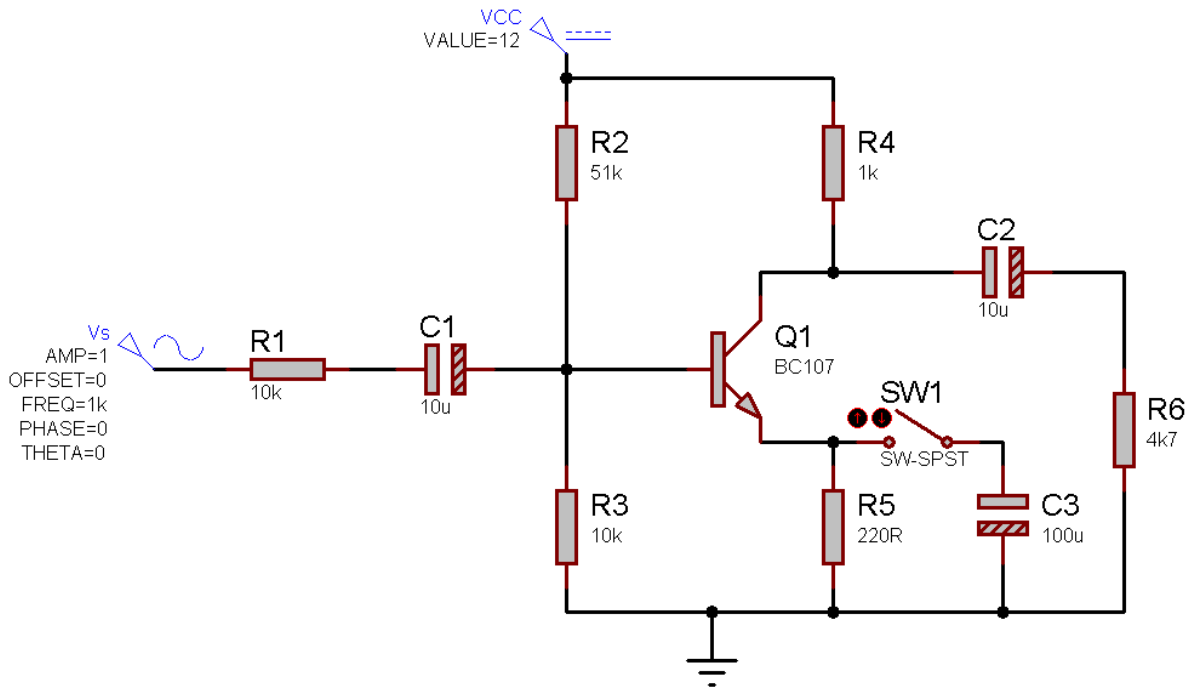 VCC
VALUE=12
R2
51k
R4
1k
C2
10u
Vs
AMP=1
OFFSET=0
FREQ=1k
PHASE=0
THETA=0
R1
10k
C1
10u
Q1
BC107
SW1
SW-SPST
R6
4k7
R3
10k
R5
220R
C3
100u